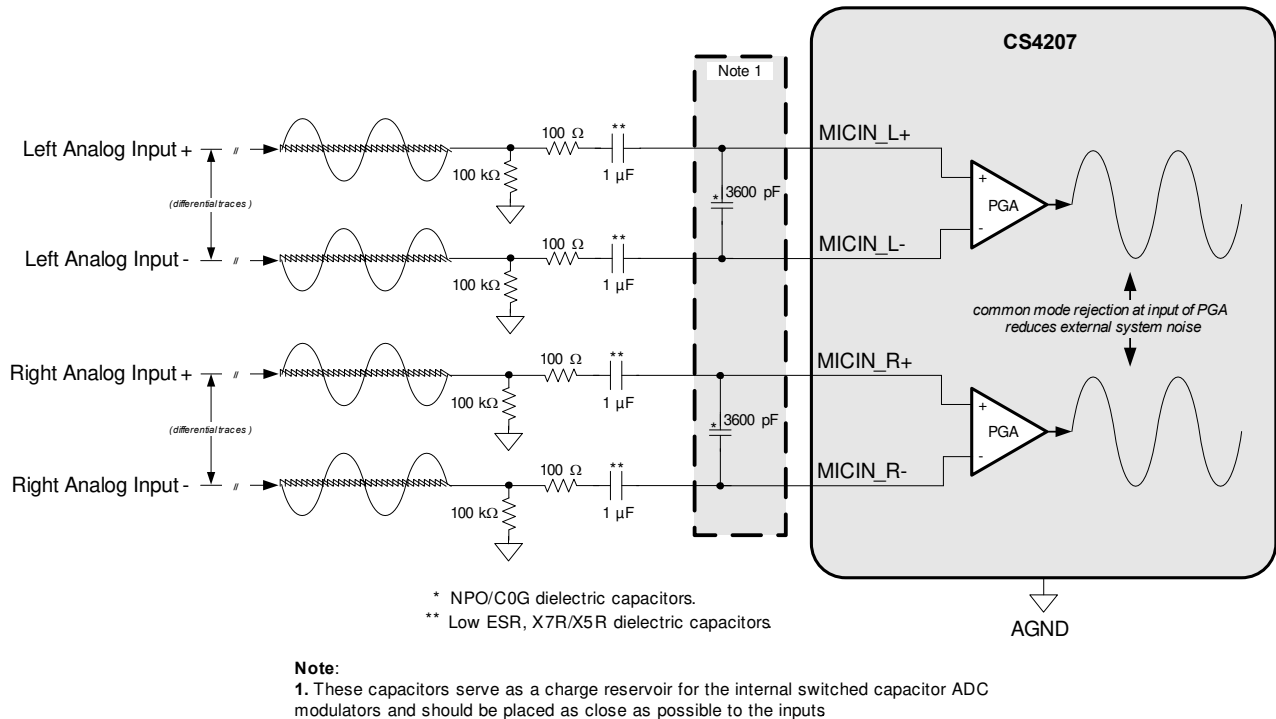 CS4207
Note 1
Left Analog Input +
100 Ω
**
1 µF
100 kΩ
* 3600 pF
MICIN_L+
+
PGA
-
(differential traces)
Left Analog Input -
100 Ω
**
1 µF
100 kΩ
MICIN_L-
common mode rejection at input of PGA
reduces external system noise
Right Analog Input +
100 Ω
**
1 µF
100 kΩ
* 3600 pF
MICIN_R+
+
PGA
-
(differential traces)
Right Analog Input -
100 Ω
**
1 µF
100 kΩ
MICIN_R-
* NPO/C0G dielectric capacitors.
** Low ESR, X7R/X5R dielectric capacitors.
AGND
Note:
1. These capacitors serve as a charge reservoir for the internal switched capacitor ADC
modulators and should be placed as close as possible to the inputs